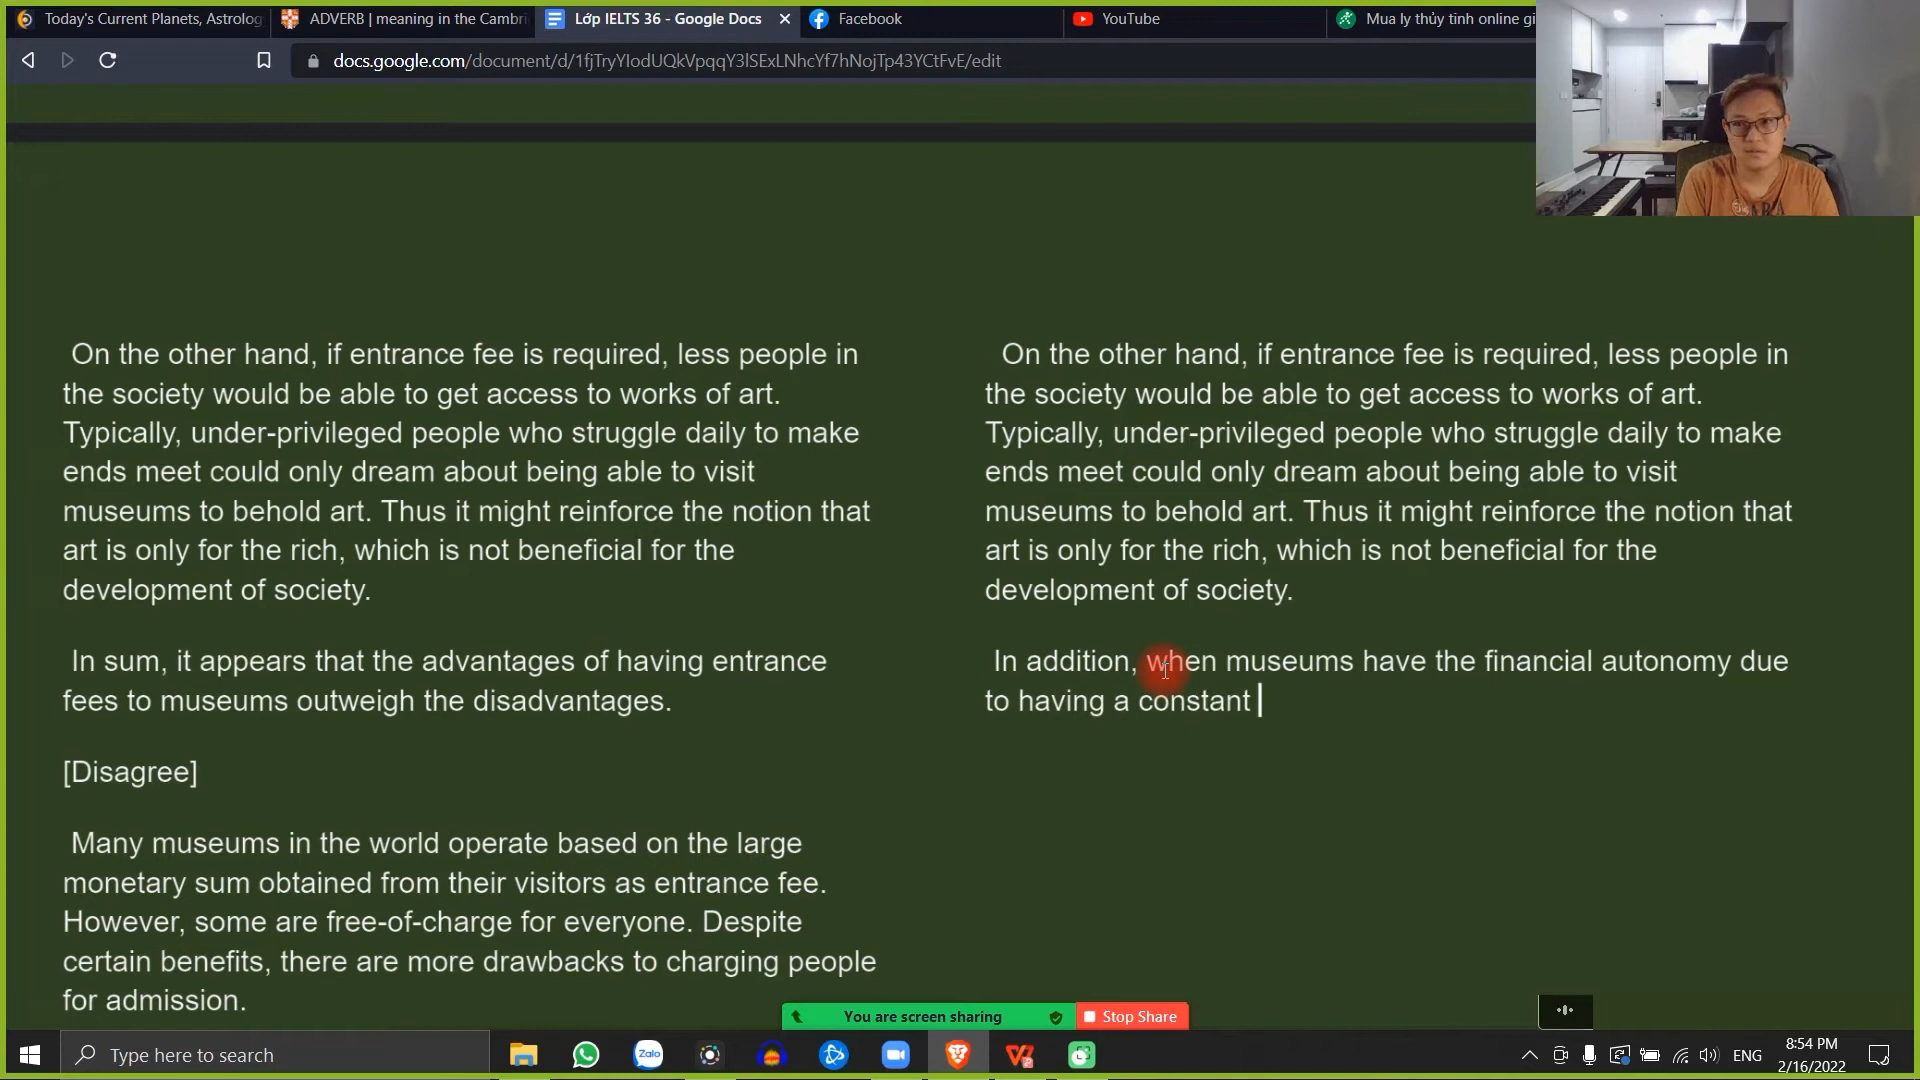 Today's Current Planets, Astrolog
ADVERB | meaning in the Cambri
Lớp IELTS 36 - Google Docs
Facebook
YouTube
Mua ly thủy tinh online gi
docs.google.com/document/d/1fjTryYIodUQkVpqqY3lSExLNhcYf7hNojTp43YCtFvE/edit
On the other hand, if entrance fee is required, less people in
the society would be able to get access to works of art.
Typically, under-privileged people who struggle daily to make
ends meet could only dream about being able to visit
museums to behold art. Thus it might reinforce the notion that
art is only for the rich, which is not beneficial for the
development of society.
In sum, it appears that the advantages of having entrance
fees to museums outweigh the disadvantages.
[Disagree]
Many museums in the world operate based on the large
monetary sum obtained from their visitors as entrance fee.
However, some are free-of-charge for everyone. Despite
certain benefits, there are more drawbacks to charging people
for admission.
On the other hand, if entrance fee is required, less people in
the society would be able to get access to works of art.
Typically, under-privileged people who struggle daily to make
ends meet could only dream about being able to visit
museums to behold art. Thus it might reinforce the notion that
art is only for the rich, which is not beneficial for the
development of society.
In addition, when museums have the financial autonomy due
to having a constant
You are screen sharing
Stop Share
Type here to search
Zalo
ENG
8:54 PM
2/16/2022